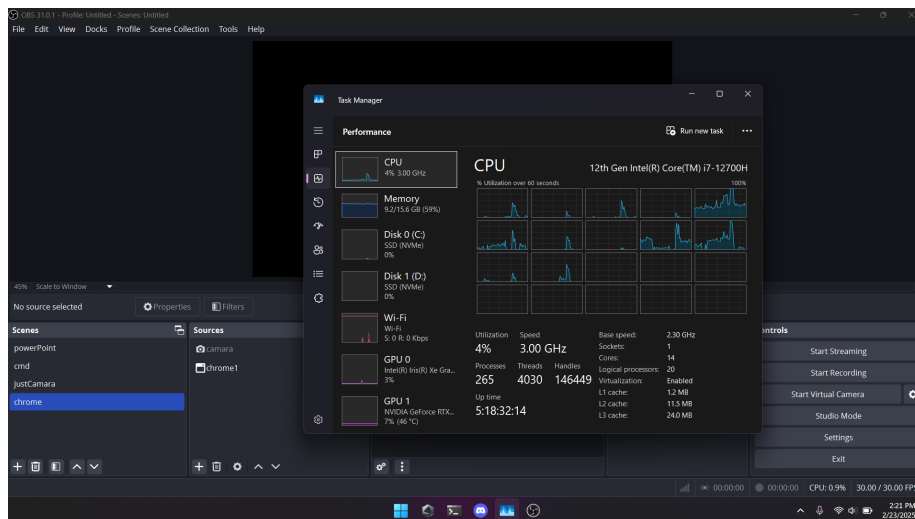 OBS 31.0.1 - Profile: Untitled - Scenes: Untitled
File Edit View Docks Profile Scene Collection Tools Help
Task Manager
Performance
Run new task
CPU
4% 3.00 GHz
Memory
9.2/15.6 GB (59%)
Disk 0 (C:)
SSD (NVMe)
0%
Disk 1 (D:)
SSD (NVMe)
0%
Wi-Fi
Wi-Fi
S: 0 R: 0 Kbps
GPU 0
Intel(R) Iris(R) Xe Gra...
3%
GPU 1
NVIDIA GeForce RTX...
7% (46 °C)
CPU
12th Gen Intel(R) Core(TM) i7-12700H
% Utilization over 60 seconds
100%
Utilization Speed
4% 3.00 GHz
Processes Threads Handles
265 4030 146449
Up time
5:18:32:14
Base speed: 2.30 GHz
Sockets: 1
Cores: 14
Logical processors: 20
Virtualization: Enabled
L1 cache: 1.2 MB
L2 cache: 11.5 MB
L3 cache: 24.0 MB
45% Scale to Window
No source selected
Properties
Filters
Scenes
powerPoint
cmd
justCamara
chrome
Sources
camara
chrome1
ontrols
Start Streaming
Start Recording
Start Virtual Camera
Studio Mode
Settings
Exit
00:00:00
00:00:00
CPU: 0.9%
30.00 / 30.00 FPS
2:21 PM
2/23/2025